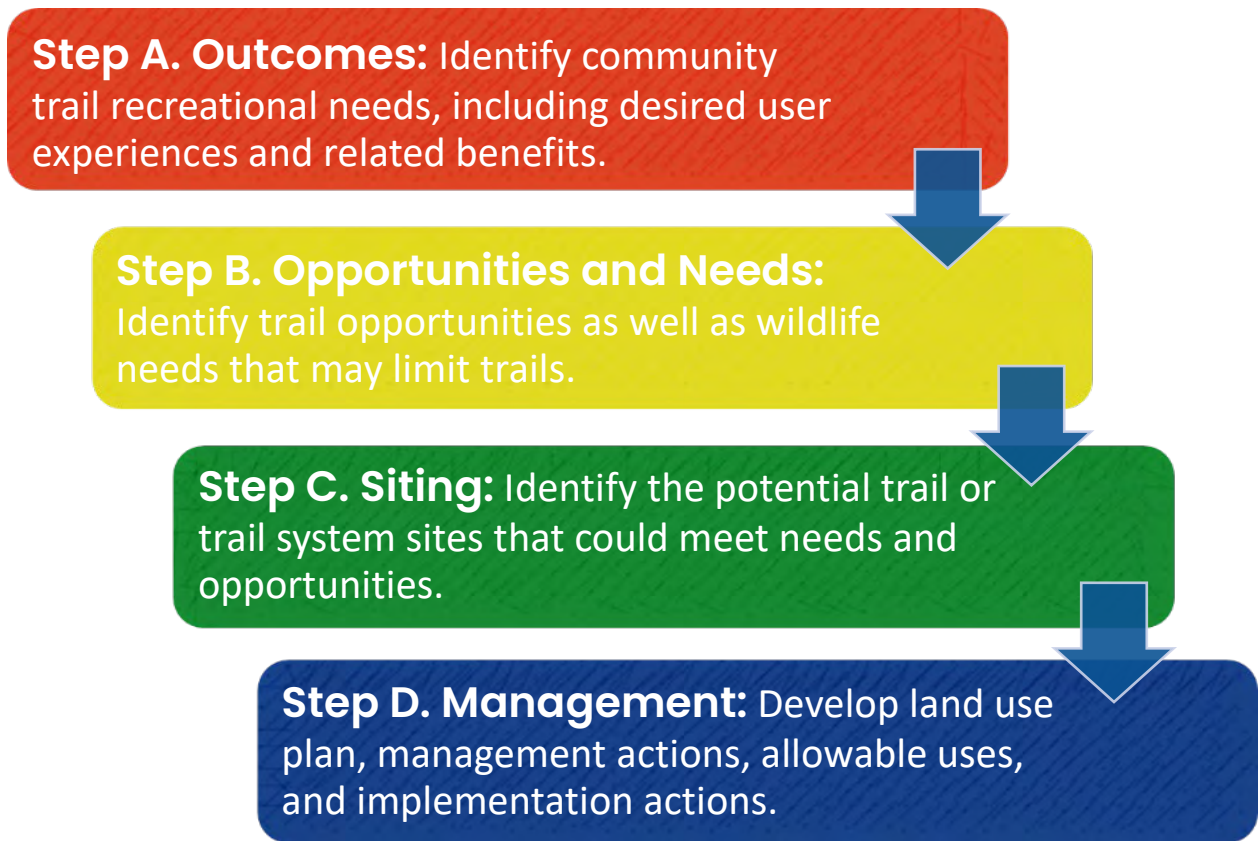 Step A. Outcomes: Identify community
trail recreational needs, including desired user
experiences and related benefits.
Step B. Opportunities and Needs:
Identify trail opportunities as well as wildlife
needs that may limit trails.
Step C. Siting: Identify the potential trail or
trail system sites that could meet needs and
opportunities.
Step D. Management: Develop land use
plan, management actions, allowable uses,
and implementation actions.